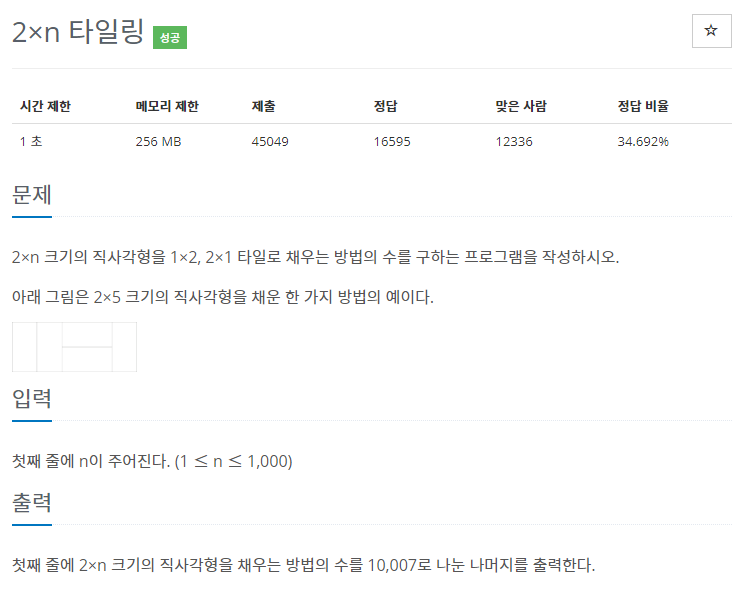 2×n 타일링 성공
☆
시간 제한 메모리 제한 제출 정답 맞은 사람 정답 비율
1 초 256 MB 45049 16595 12336 34.692%
문제
2×n 크기의 직사각형을 1×2, 2×1 타일로 채우는 방법의 수를 구하는 프로그램을 작성하시오.
아래 그림은 2×5 크기의 직사각형을 채운 한 가지 방법의 예이다.
입력
첫째 줄에 n이 주어진다. (1 ≤ n ≤ 1,000)
출력
첫째 줄에 2×n 크기의 직사각형을 채우는 방법의 수를 10,007로 나눈 나머지를 출력한다.